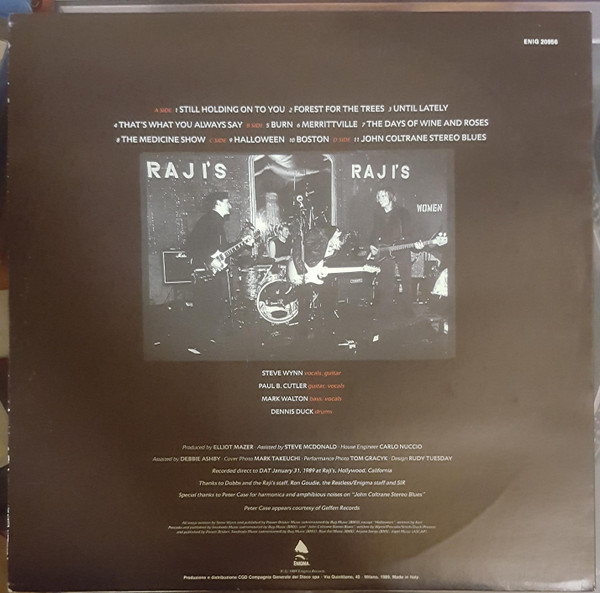 ENIG 20956
A SIDE: 1 STILL HOLDING ON TO YOU 2 FOREST FOR THE TREES 3 UNTIL LATELY
4 THAT'S WHAT YOU ALWAYS SAY B SIDE: 5 BURN 6 MERRITTVILLE 7 THE DAYS OF WINE AND ROSES
8 THE MEDICINE SHOW C SIDE: 9 HALLOWEEN 10 BOSTON D SIDE: 11 JOHN COLTRANE STEREO BLUES
RAJI'S RAJI'S
WOMEN
STEVE WYNN vocals, guitar
PAUL B. CUTLER guitar, vocals
MARK WALTON bass, vocals
DENNIS DUCK drums
Produced by ELLIOT MAZER · Assisted by STEVE MCDONALD · House Engineer CARLO NUCCIO
Assisted by DEBBIE ASHBY · Cover Photo MARK TAKEUCHI · Performance Photo TOM GRACYK · Design RUDY TUESDAY
Recorded direct to DAT January 31, 1989 at Raji's, Hollywood, California
Thanks to Dobbs and the Raji's staff, Ron Goudie, the Restless/Enigma staff and SIR
Special thanks to Peter Case for harmonica and amphibious noises on "John Coltrane Stereo Blues"
Peter Case appears courtesy of Geffen Records
ENIGMA
Produzione e distribuzione CGD Compagnia Generale del Disco spa - Via Quintiliano, 43 - Milano, 1989. Made in Italy